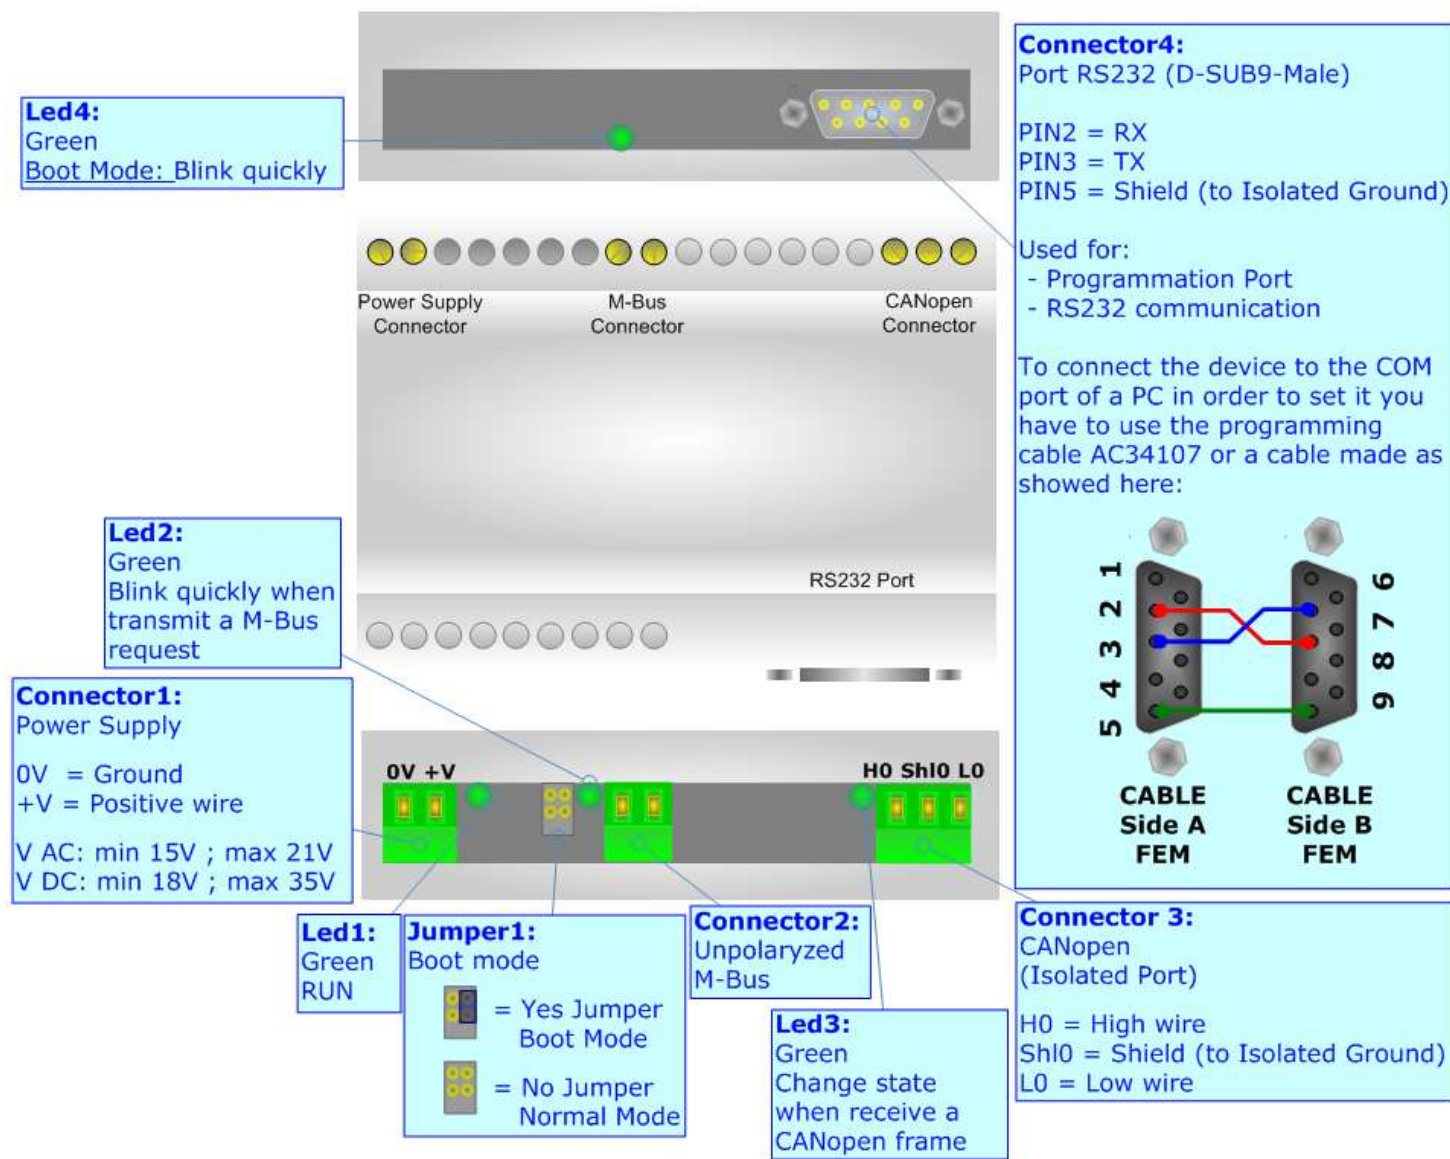 Led4:
Green
Boot Mode: Blink quickly
Connector4:
Port RS232 (D-SUB9-Male)
PIN2 = RX
PIN3 = TX
PIN5 = Shield (to Isolated Ground)
Used for:
- Programmation Port
- RS232 communication
To connect the device to the COM
port of a PC in order to set it you
have to use the programming
cable AC34107 or a cable made as
showed here:
1
2
3
4
5
6
7
8
9
CABLE
Side A
FEM
CABLE
Side B
FEM
Power Supply
Connector
M-Bus
Connector
CANopen
Connector
RS232 Port
Led2:
Green
Blink quickly when
transmit a M-Bus
request
Connector1:
Power Supply
0V = Ground
+V = Positive wire
V AC: min 15V ; max 21V
V DC: min 18V ; max 35V
0V +V
H0 Shl0 L0
Led1:
Green
RUN
Jumper1:
Boot mode
= Yes Jumper
Boot Mode
= No Jumper
Normal Mode
Connector2:
Unpolaryzed
M-Bus
Led3:
Green
Change state
when receive a
CANopen frame
Connector 3:
CANopen
(Isolated Port)
H0 = High wire
Shl0 = Shield (to Isolated Ground)
L0 = Low wire